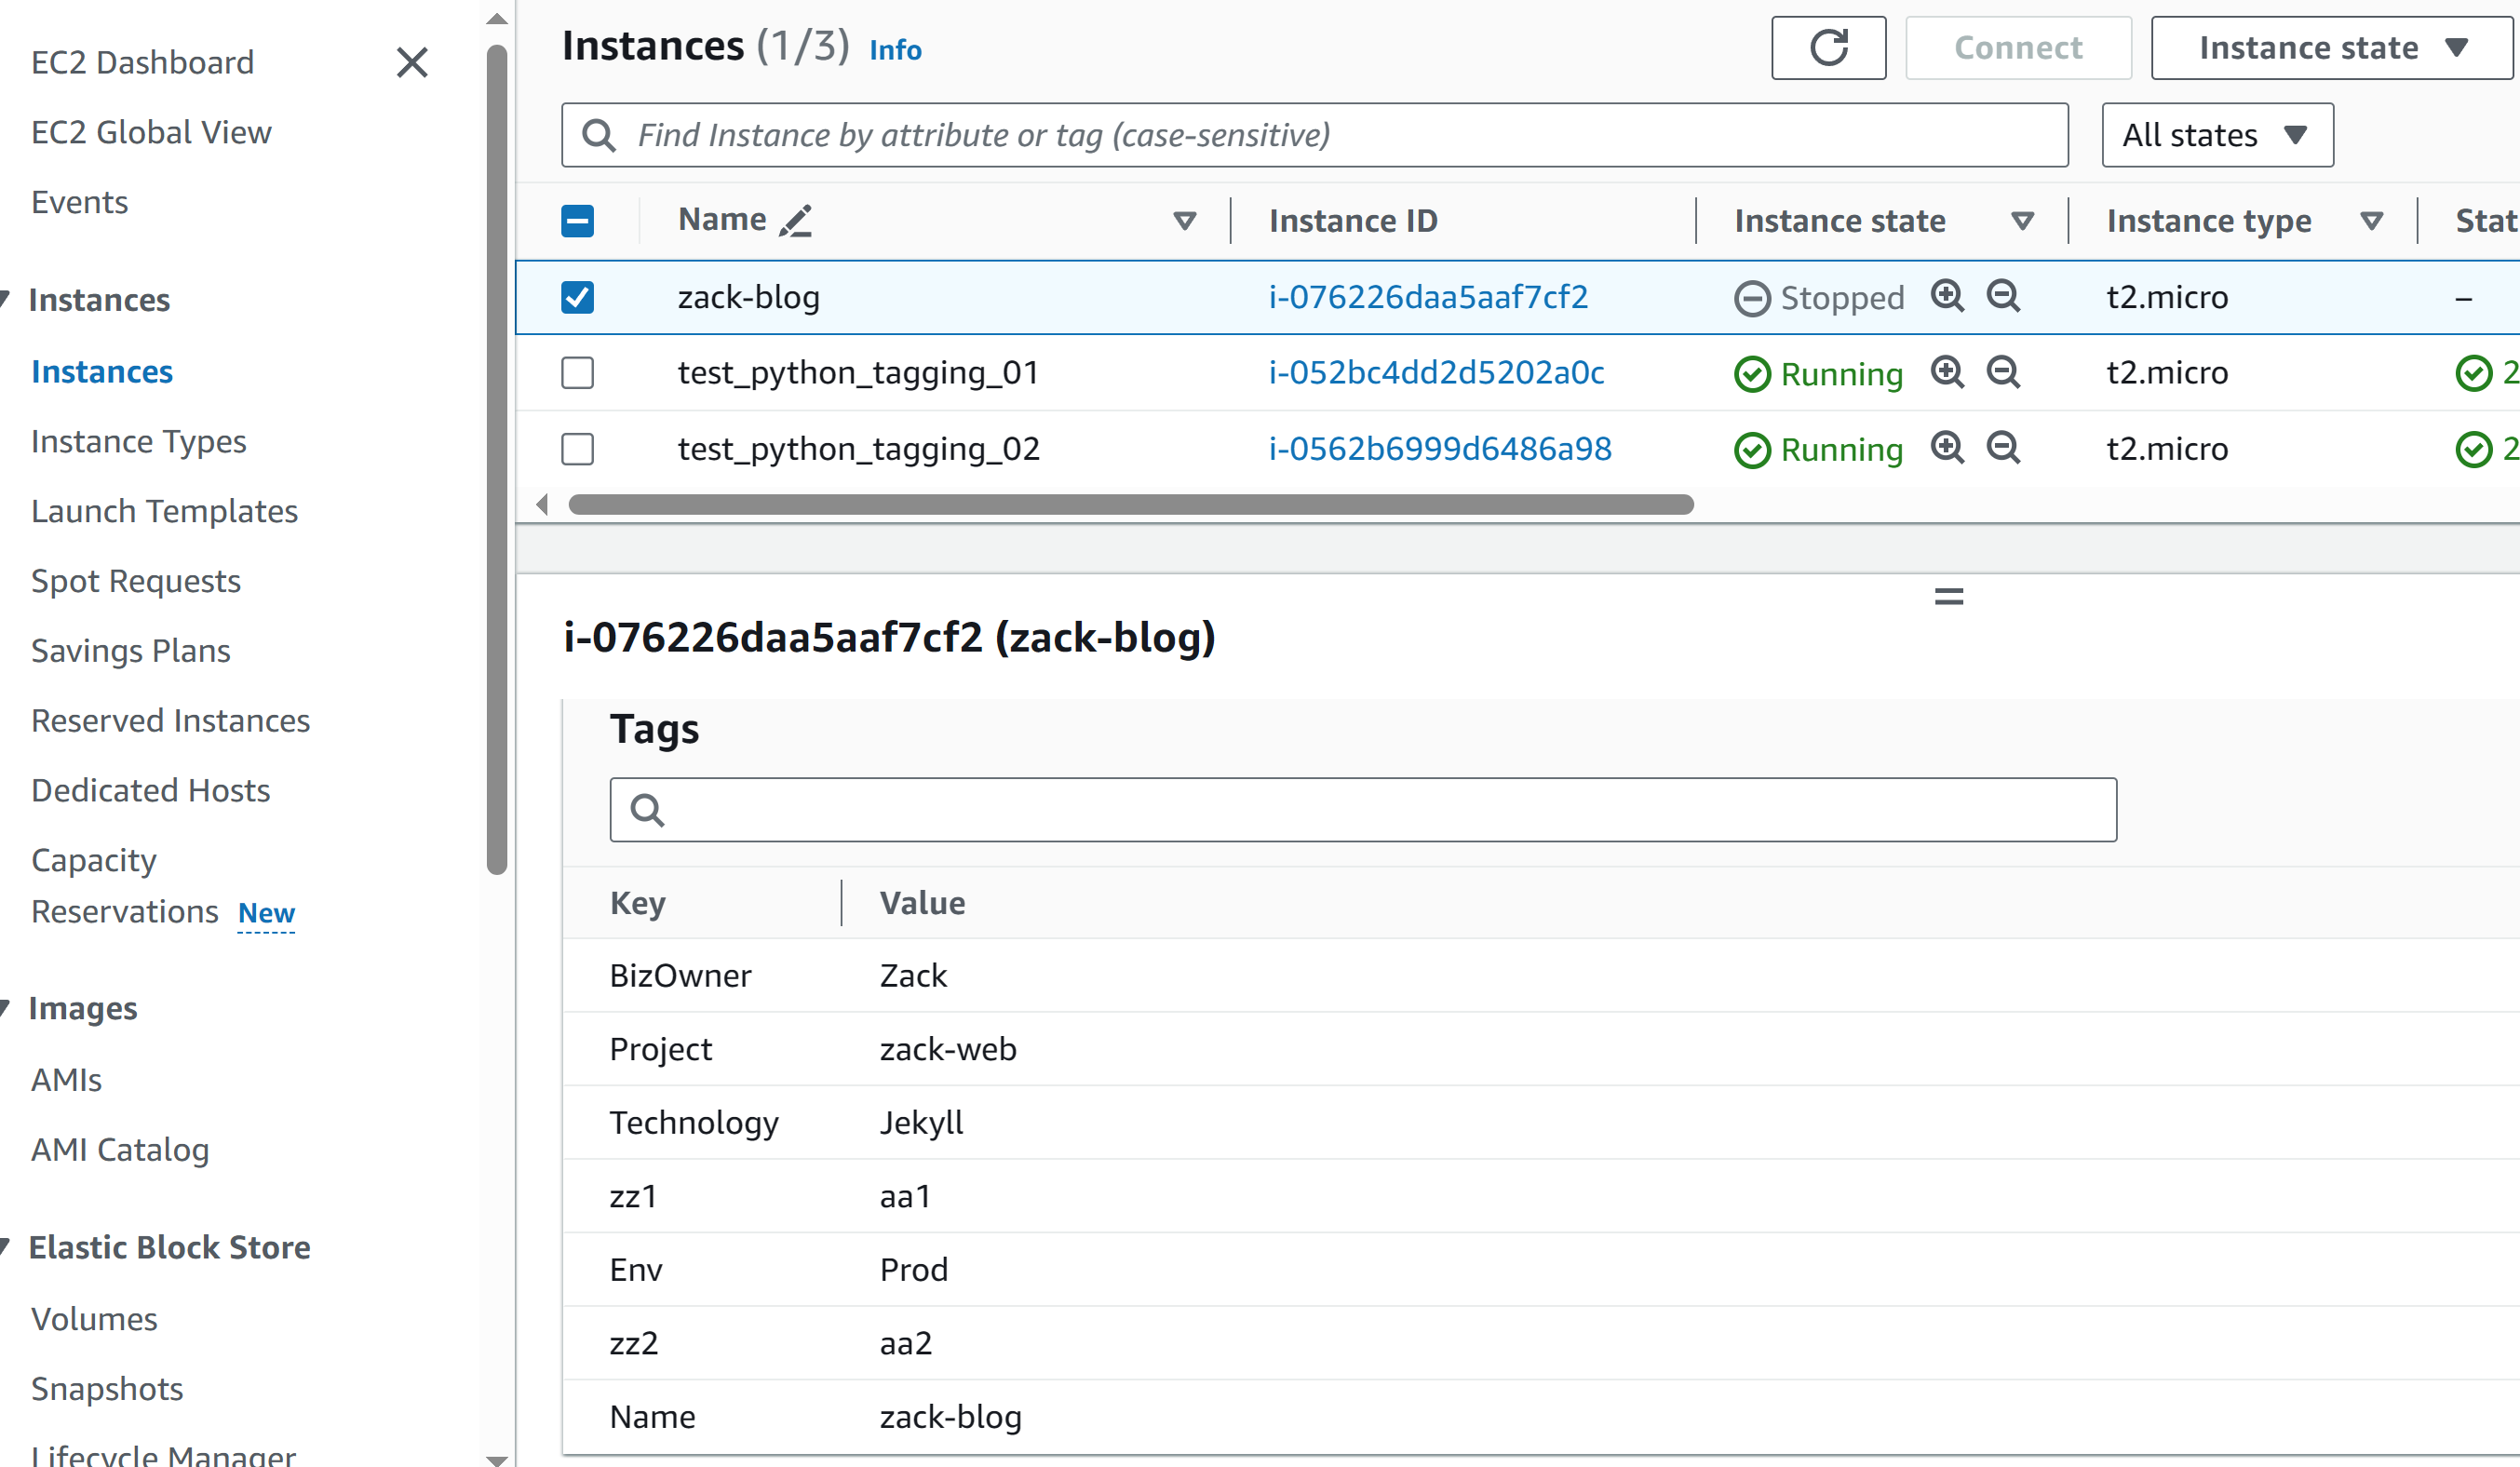 EC2 Dashboard
EC2 Global View
Events
Instances
Instances
Instance Types
Launch Templates
Spot Requests
Savings Plans
Reserved Instances
Dedicated Hosts
Capacity
Reservations New
Images
AMIs
AMI Catalog
Elastic Block Store
Volumes
Snapshots
Lifecycle Manager
Instances (1/3) Info
Connect
Instance state
Find Instance by attribute or tag (case-sensitive)
All states
Name Instance ID Instance state Instance type Stat
zack-blog i-076226daa5aaf7cf2 Stopped t2.micro –
test_python_tagging_01 i-052bc4dd2d5202a0c Running t2.micro 2
test_python_tagging_02 i-0562b6999d6486a98 Running t2.micro 2
i-076226daa5aaf7cf2 (zack-blog)
Tags
Key Value
BizOwner Zack
Project zack-web
Technology Jekyll
zz1 aa1
Env Prod
zz2 aa2
Name zack-blog